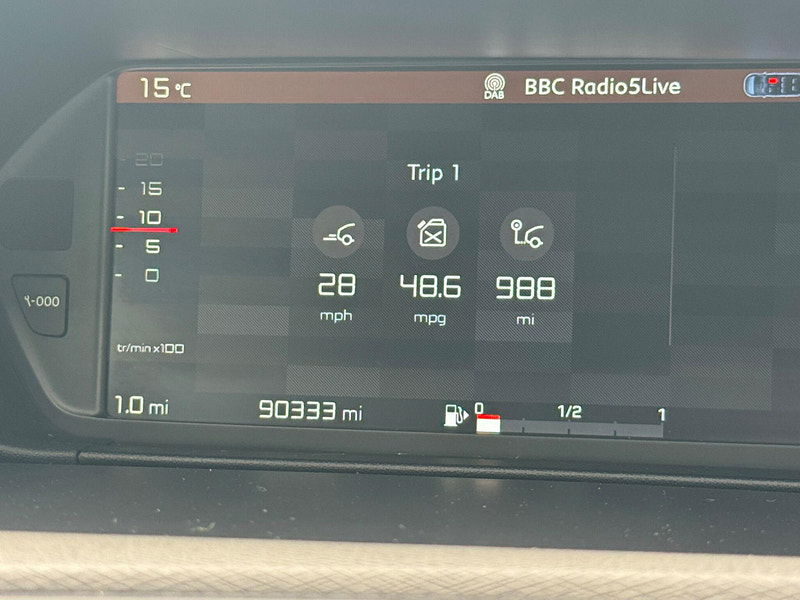 15 °C
DAB
BBC Radio5Live
Trip 1
20
15
10
5
0
28
mph
48.6
mpg
988
mi
-000
tr/min x100
1.0 mi
90333 mi
0
1/2
1